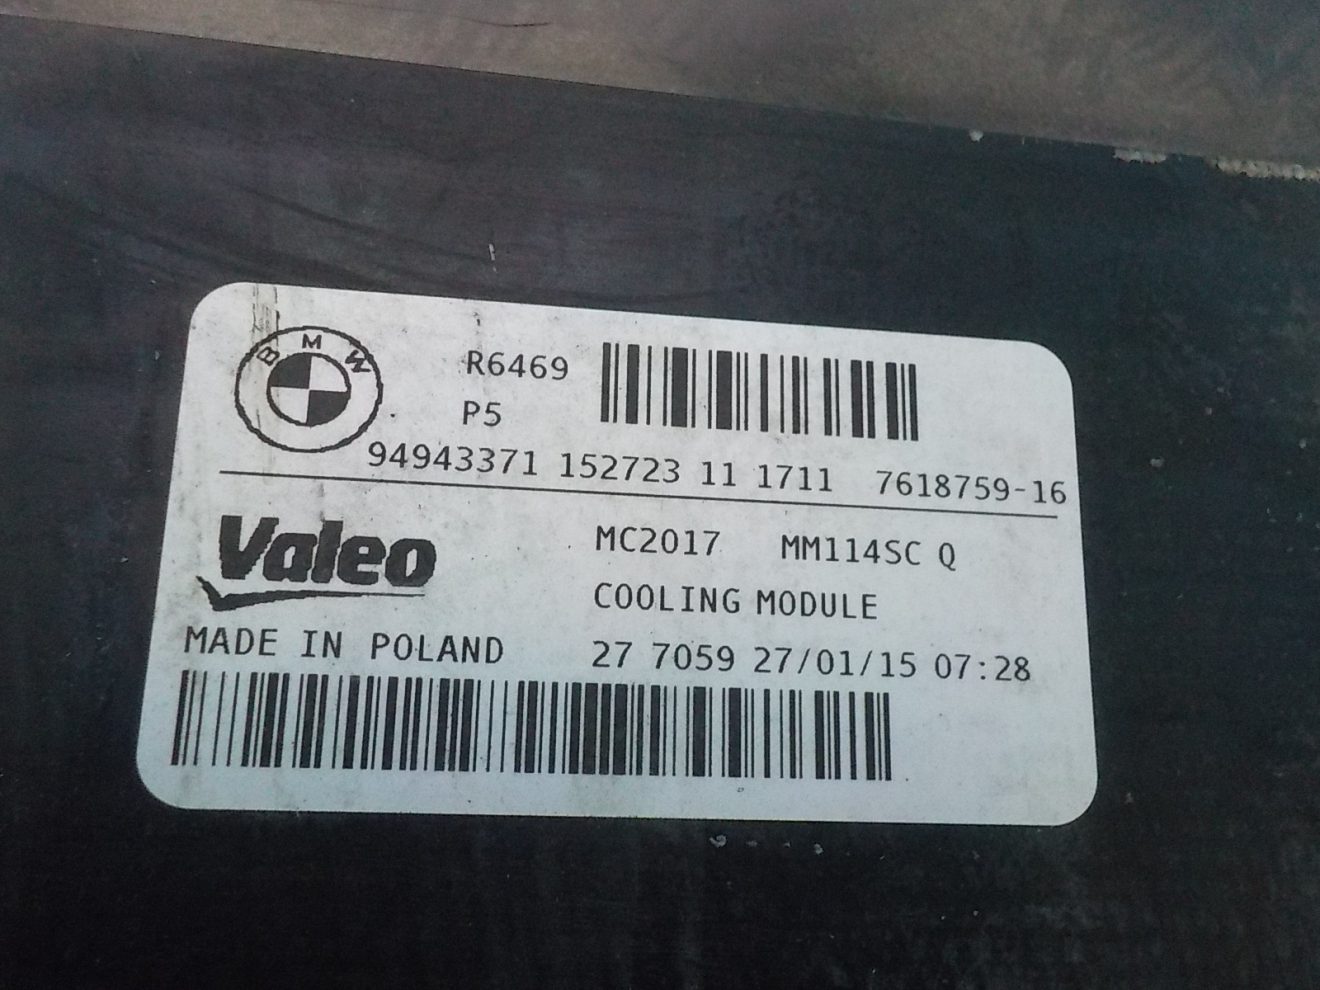 BMW
R6469
P5
94943371 152723 11 1711 7618759-16
Valeo
MC2017 MM114SC Q
COOLING MODULE
MADE IN POLAND
27 7059 27/01/15 07:28